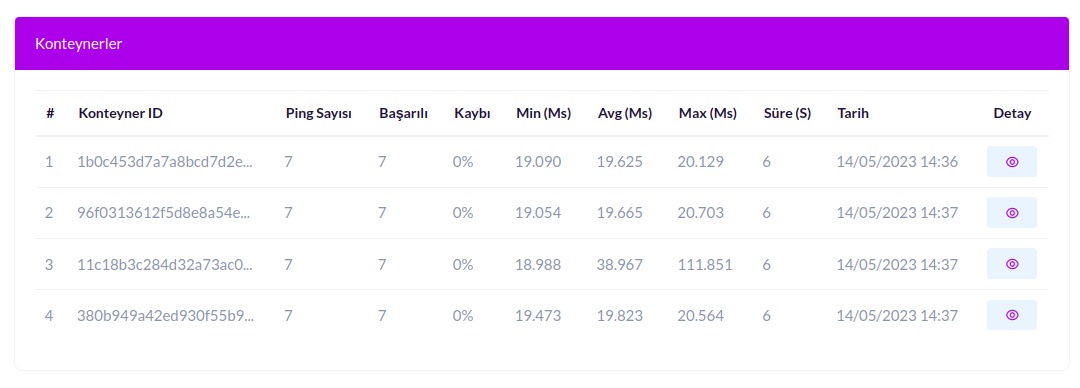 Konteynerler
# Konteyner ID Ping Sayısı Başarılı Kaybı Min (Ms) Avg (Ms) Max (Ms) Süre (S) Tarih Detay
1 1b0c453d7a7a8bcd7d2e... 7 7 0% 19.090 19.625 20.129 6 14/05/2023 14:36
2 96f0313612f5d8e8a54e... 7 7 0% 19.054 19.665 20.703 6 14/05/2023 14:37
3 11c18b3c284d32a73ac0... 7 7 0% 18.988 38.967 111.851 6 14/05/2023 14:37
4 380b949a42ed930f55b9... 7 7 0% 19.473 19.823 20.564 6 14/05/2023 14:37